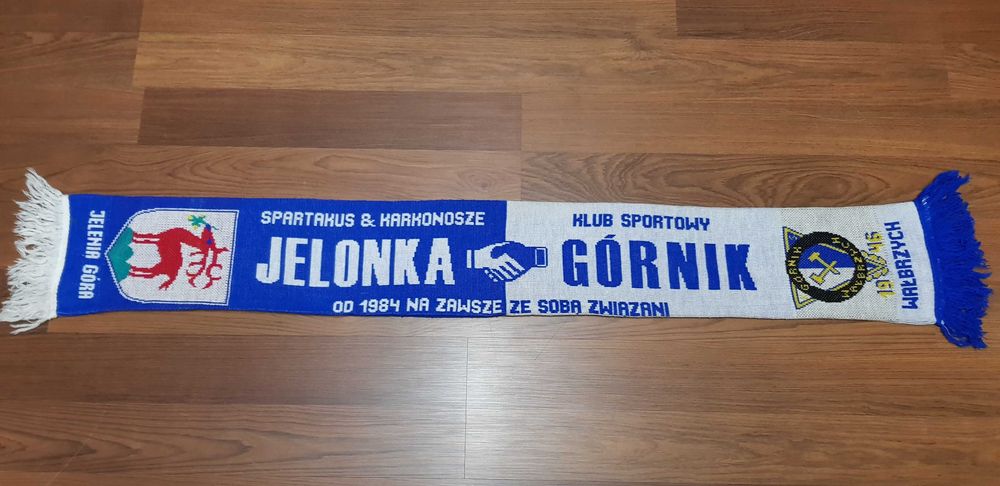 JELENIA GÓRA
SPARTAKUS & KARKONOSZE
JELONKA
KLUB SPORTOWY
GÓRNIK
OD 1984 NA ZAWSZE ZE SOBĄ ZWIĄZANI
GÓRNIK
WAŁBRZYCH
1946
WAŁBRZYCH